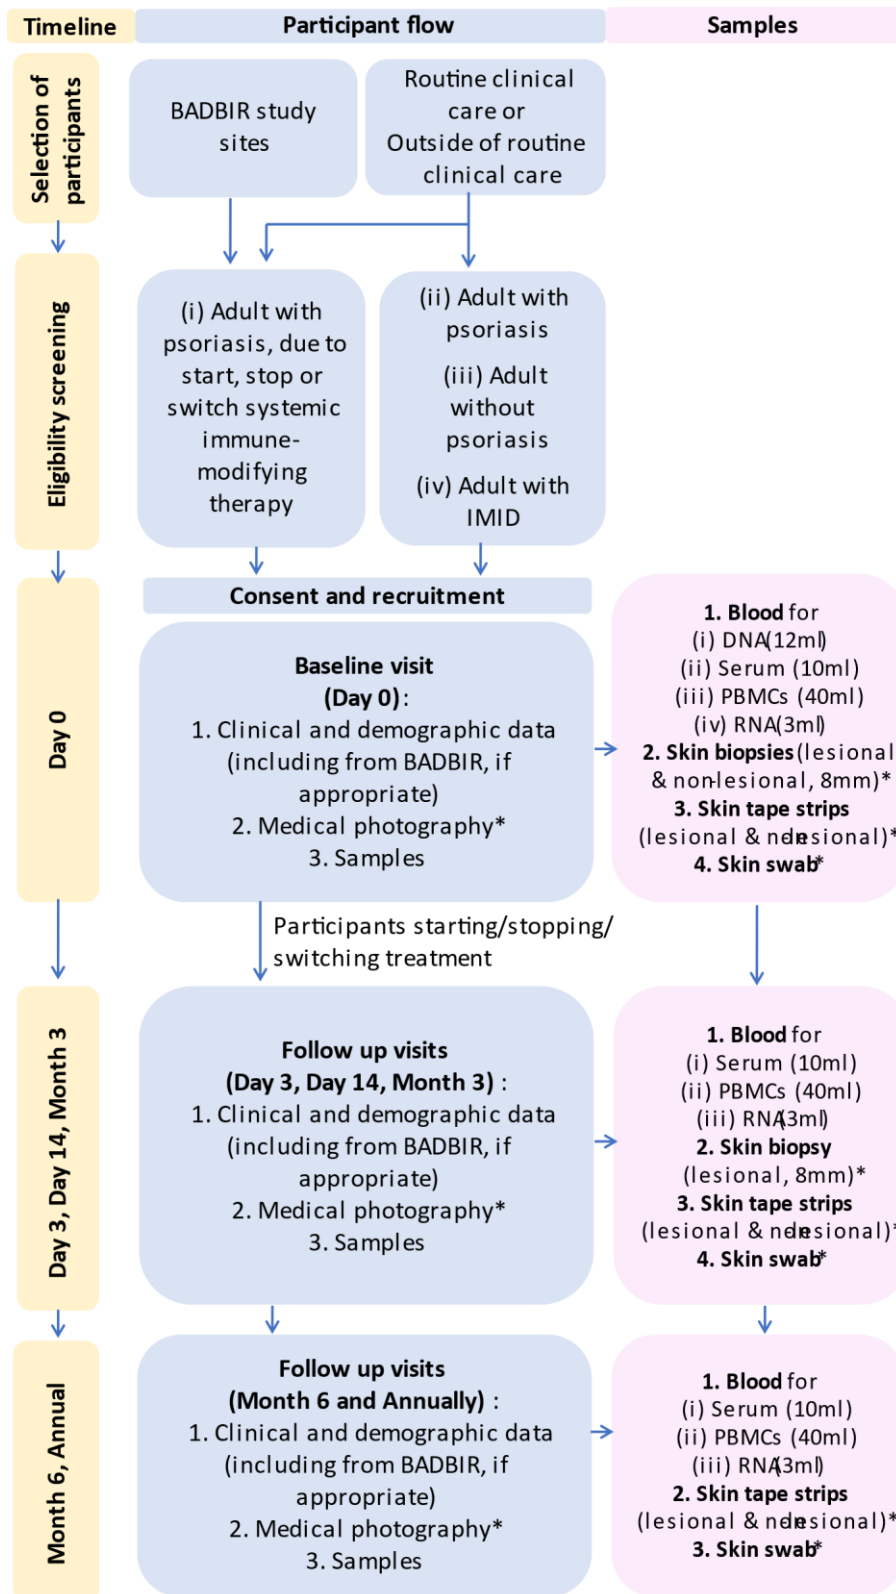 Timeline
Participant flow
Samples
Selection of
participants
BADBIR study
sites
Routine clinical
care or
Outside of routine
clinical care
Eligibility screening
(i) Adult with
psoriasis, due to
start, stop or
switch systemic
immune-
modifying
therapy
(ii) Adult with
psoriasis
(iii) Adult
without
psoriasis
(iv) Adult with
IMID
Consent and recruitment
Day 0
Baseline visit
(Day 0) :
1. Clinical and demographic data
(including from BADBIR, if
appropriate)
2. Medical photography*
3. Samples
1. Blood for
(i) DNA(12ml)
(ii) Serum (10ml)
(iii) PBMCs (40ml)
(iv) RNA(3ml)
2. Skin biopsies (lesional
& non-lesional, 8mm)*
3. Skin tape strips
(lesional & non-lesional)*
4. Skin swab*
Participants starting/stopping/
switching treatment
Day 3, Day 14, Month 3
Follow up visits
(Day 3, Day 14, Month 3) :
1. Clinical and demographic data
(including from BADBIR, if
appropriate)
2. Medical photography*
3. Samples
1. Blood for
(i) Serum (10ml)
(ii) PBMCs (40ml)
(iii) RNA(3ml)
2. Skin biopsy
(lesional, 8mm)*
3. Skin tape strips
(lesional & non-lesional)*
4. Skin swab*
Month 6, Annual
Follow up visits
(Month 6 and Annually) :
1. Clinical and demographic data
(including from BADBIR, if
appropriate)
2. Medical photography*
3. Samples
1. Blood for
(i) Serum (10ml)
(ii) PBMCs (40ml)
(iii) RNA(3ml)
2. Skin tape strips
(lesional & non-lesional)*
3. Skin swab*